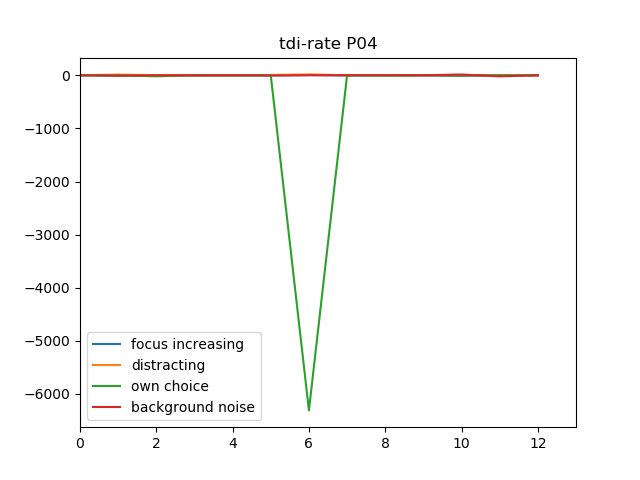 tdi-rate P04
0
−1000
−2000
−3000
−4000
−5000
−6000
focus increasing
distracting
own choice
background noise
0 2 4 6 8 10 12